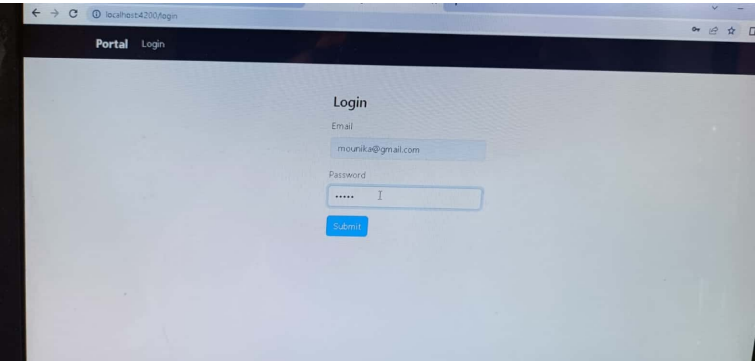 localhost:4200/login
Portal Login
Login
Email
mounika@gmail.com
Password
•••••
Submit